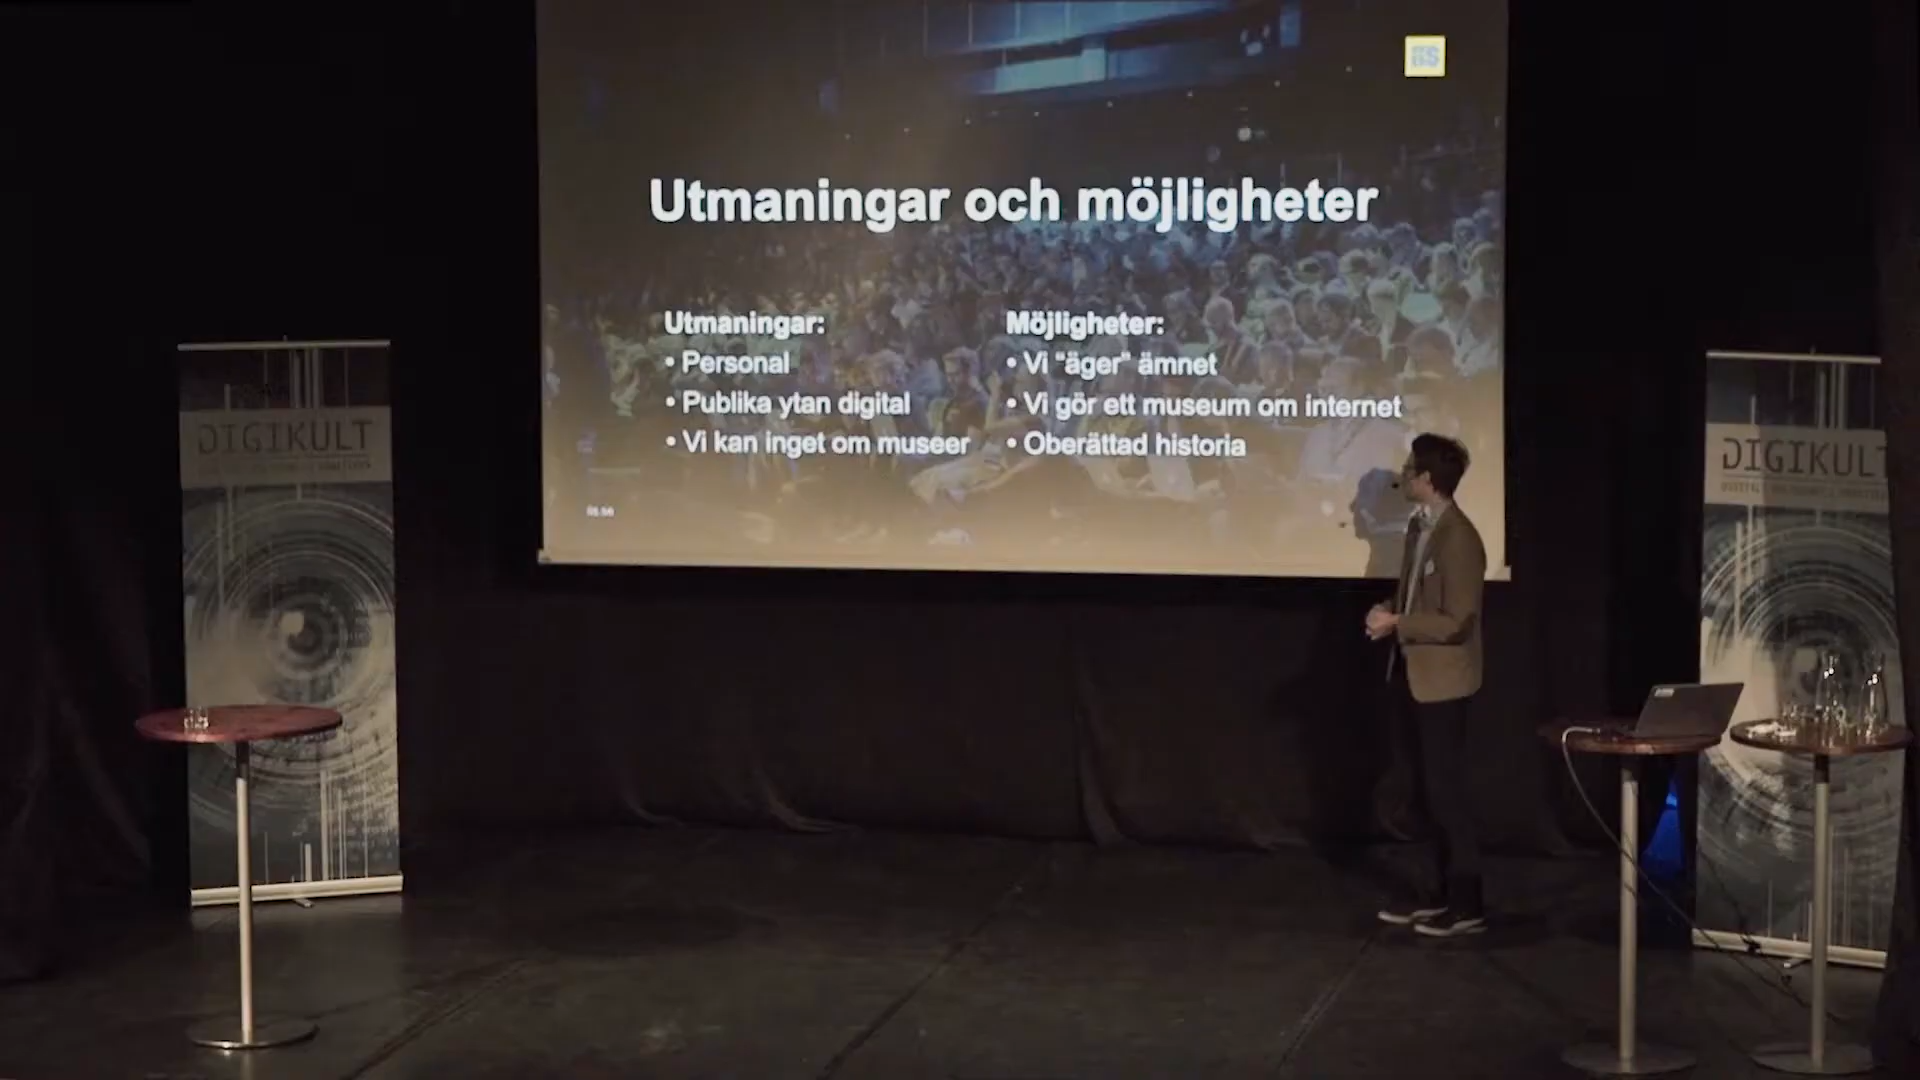 Utmaningar och möjligheter
Utmaningar:
• Personal
• Publika ytan digital
• Vi kan inget om museer
Möjligheter:
• Vi “äger” ämnet
• Vi gör ett museum om internet
• Oberättad historia
DIGIKULT
DIGIKULT